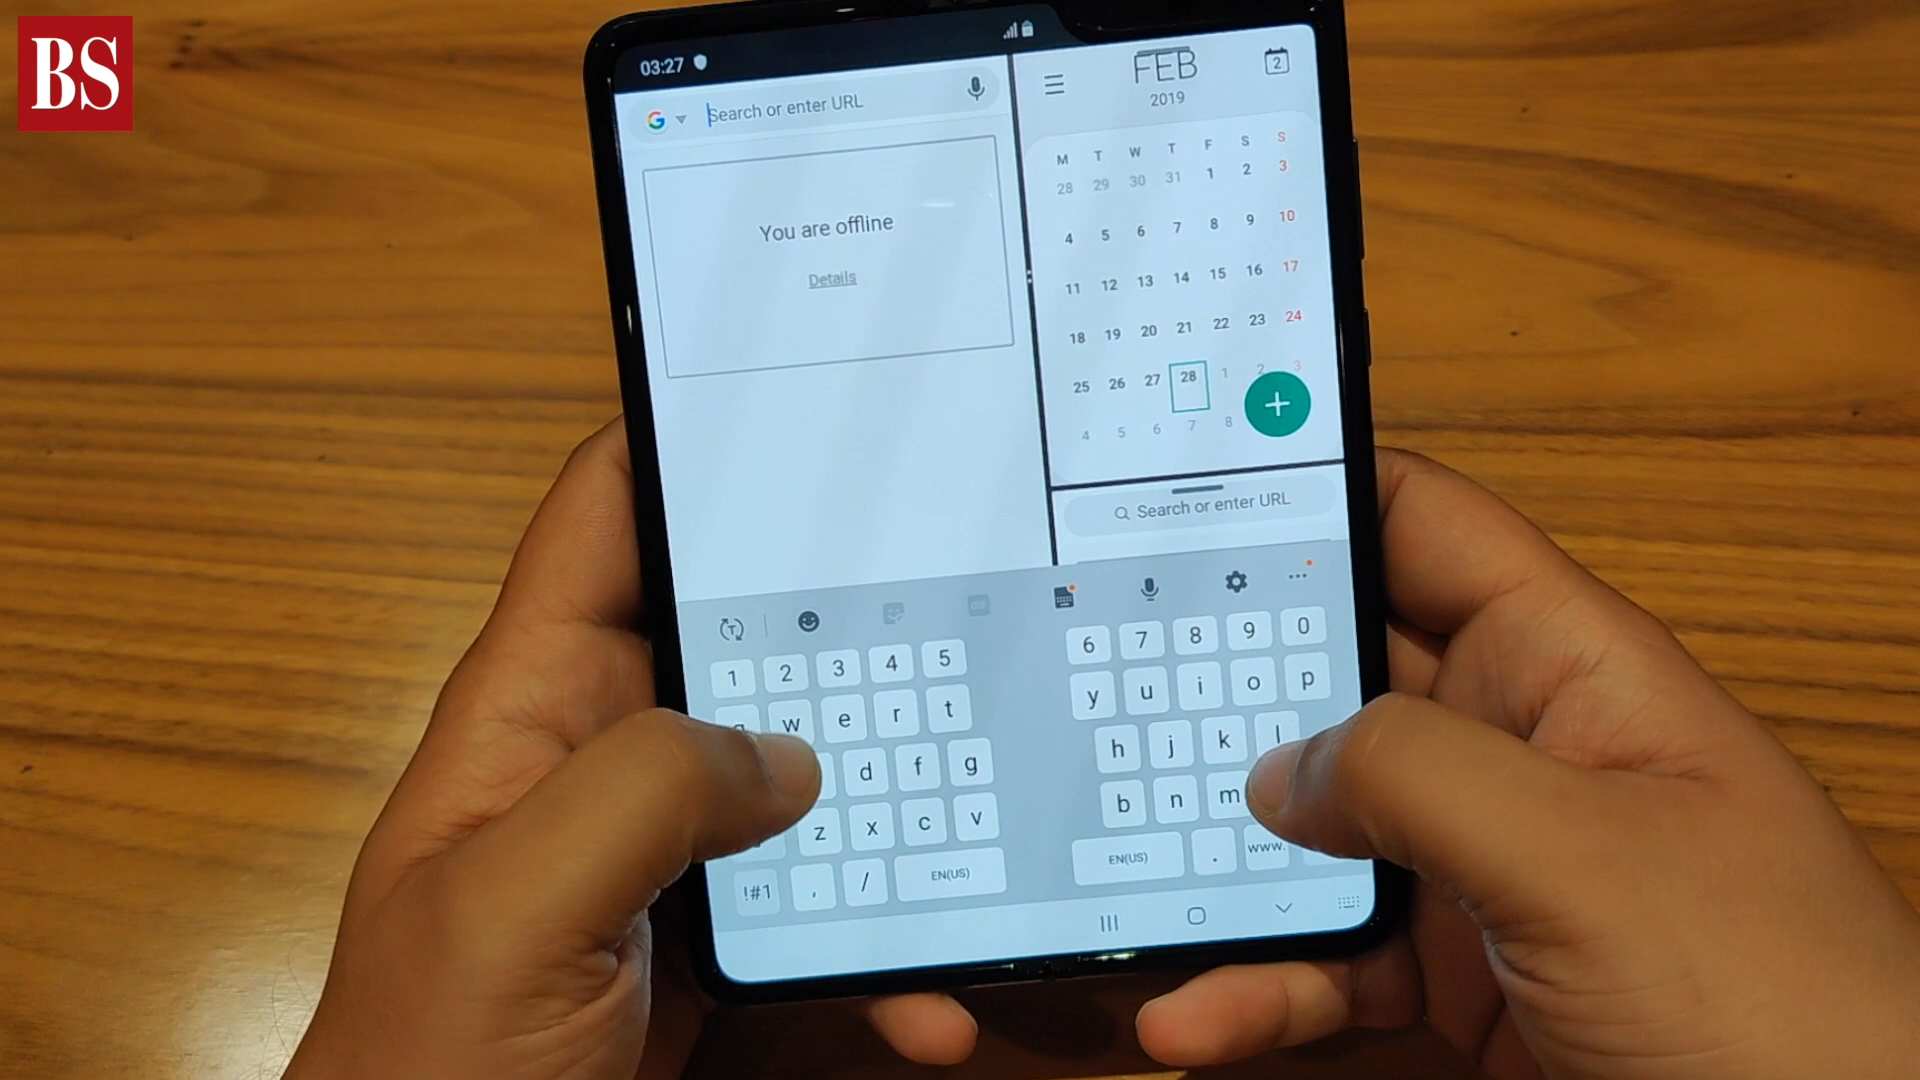 BS
03:27
Search or enter URL
You are offline
Details
FEB
2019
2
M T W T F S S
28 29 30 31 1 2 3
4 5 6 7 8 9 10
11 12 13 14 15 16 17
18 19 20 21 22 23 24
25 26 27 28 1 2 3
4 5 6 7 8
Search or enter URL
T
GIF
1 2 3 4 5 6 7 8 9 0
w e r t y u i o p
d f g h j k l
z x c v b n m
!#1 , / EN(US) EN(US) . www.